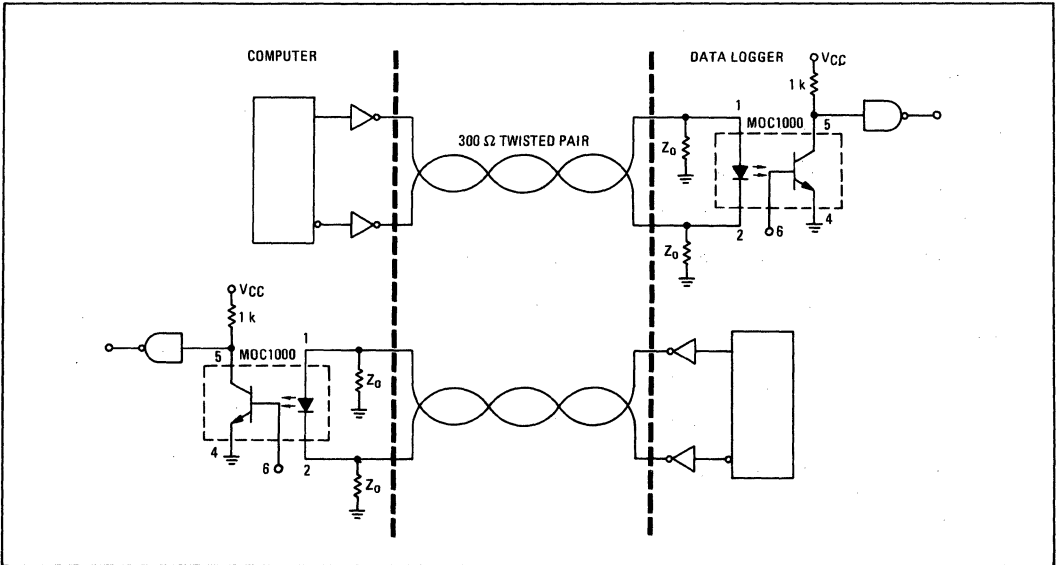 COMPUTER
DATA LOGGER
VCC
1 k
1
MOC1000
5
300 Ω TWISTED PAIR
Z0
2
6
4
Z0
VCC
1 k
5
MOC1000
1
Z0
4
6
2
Z0